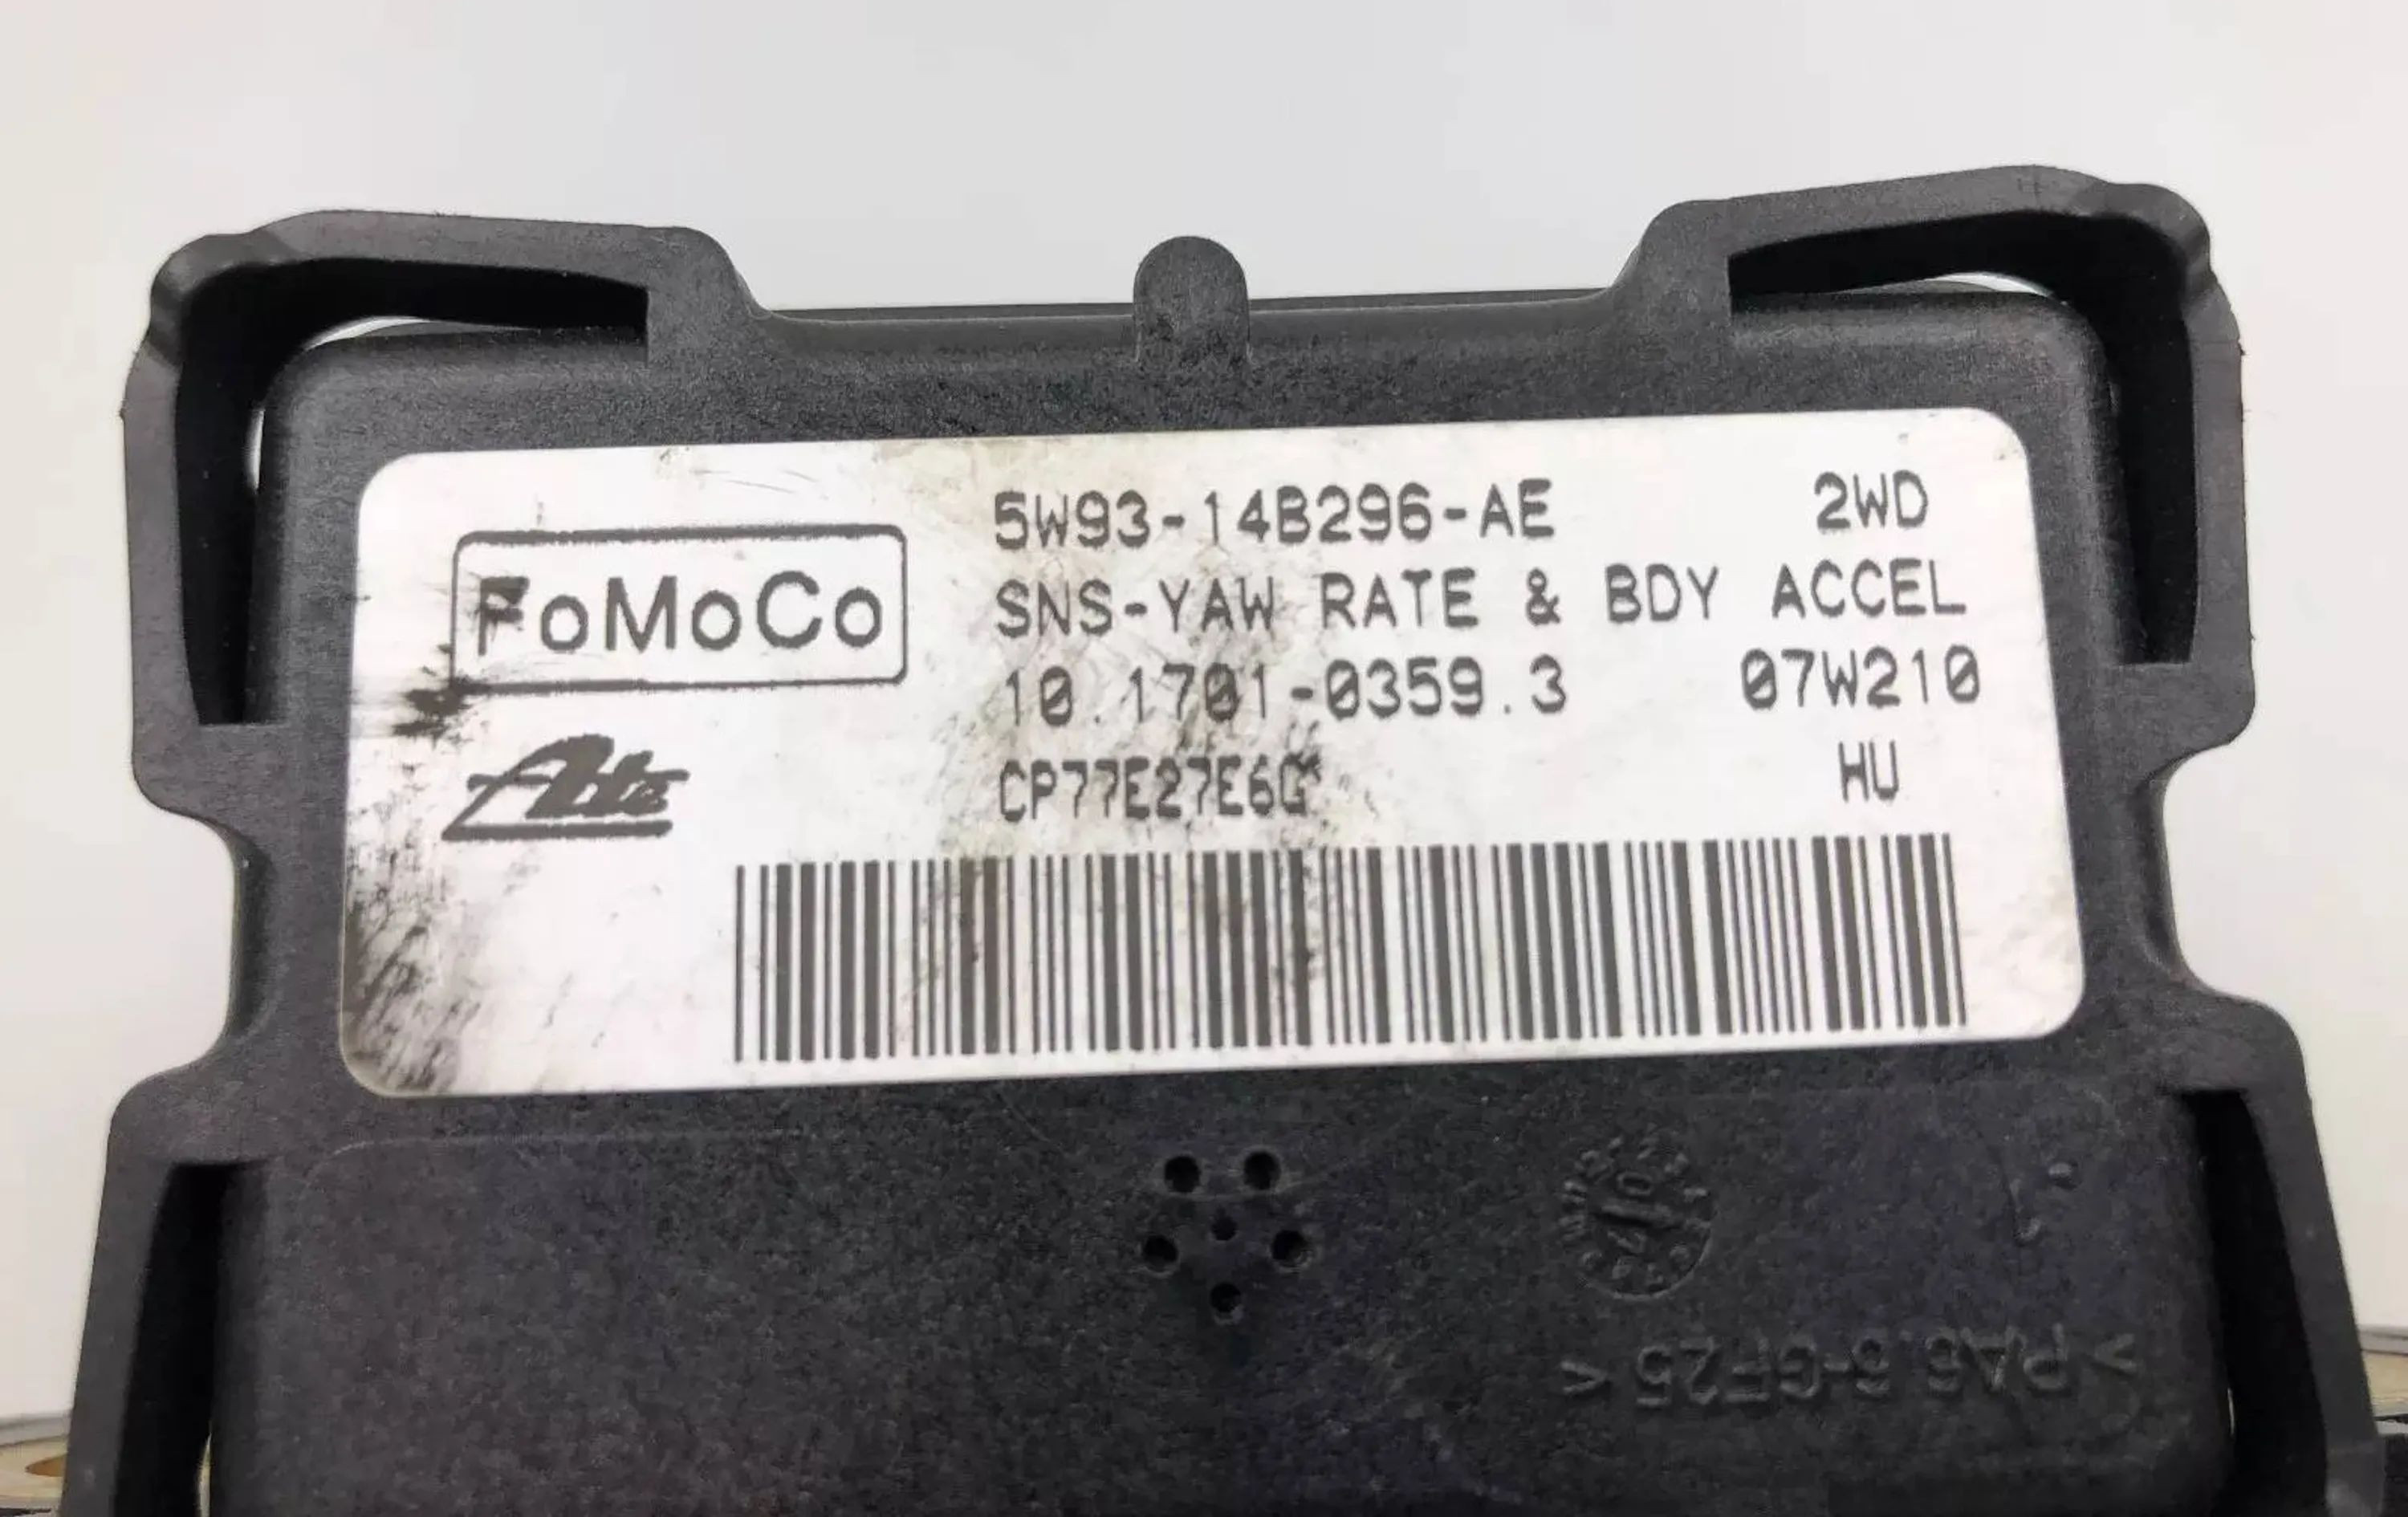 5W93-14B296-AE 2WD
FoMoCo
SNS-YAW RATE & BDY ACCEL
10.1701-0359.3 07W210
Ate
CP77E27E6G* HU
>PA6.6-GF25<